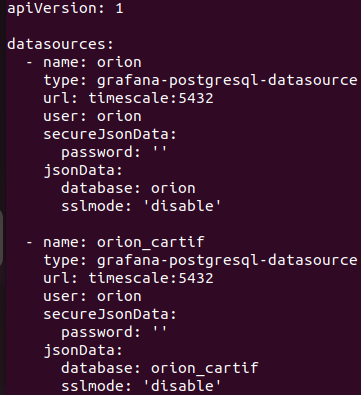 apiVersion: 1

datasources:
  - name: orion
    type: grafana-postgresql-datasource
    url: timescale:5432
    user: orion
    secureJsonData:
      password: ''
    jsonData:
      database: orion
      sslmode: 'disable'

  - name: orion_cartif
    type: grafana-postgresql-datasource
    url: timescale:5432
    user: orion
    secureJsonData:
      password: ''
    jsonData:
      database: orion_cartif
      sslmode: 'disable'